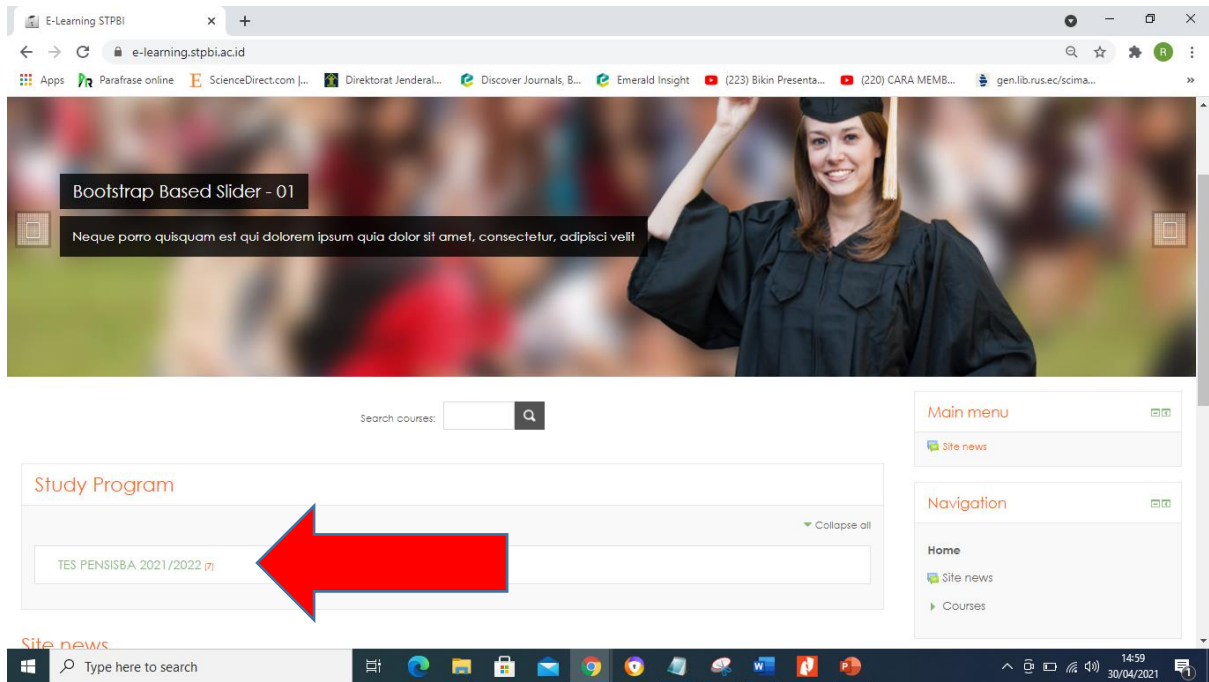 E-Learning STPBI
e-learning.stpbi.ac.id
R
Apps
Parafrase online
ScienceDirect.com |...
Direktorat Jenderal...
Discover Journals, B...
Emerald Insight
(223) Bikin Presenta...
(220) CARA MEMB...
gen.lib.rus.ec/scima...
»
Bootstrap Based Slider - 01
Neque porro quisquam est qui dolorem ipsum quia dolor sit amet, consectetur, adipisci velit
Search courses:
Study Program
Collapse all
TES PENSISBA 2021/2022 (7)
Site news
Main menu
Site news
Navigation
Home
Site news
Courses
Type here to search
14:59
30/04/2021
1